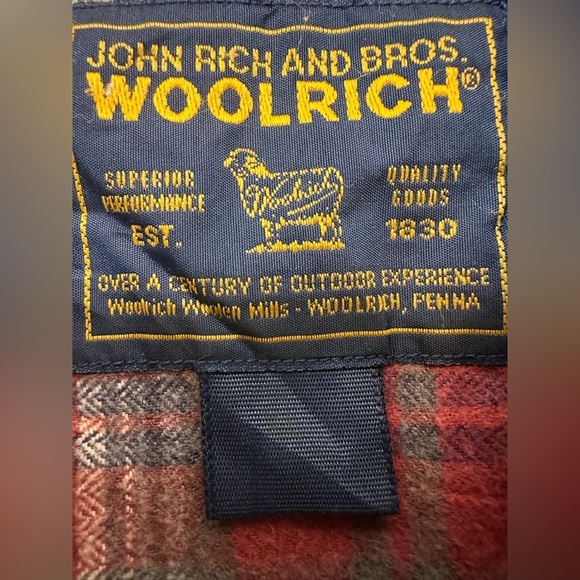 JOHN RICH AND BROS.
WOOLRICH®
SUPERIOR
PERFORMANCE
EST.
Woolrich
QUALITY
GOODS
1830
OVER A CENTURY OF OUTDOOR EXPERIENCE
Woolrich Woolen Mills - WOOLRICH, PENNA